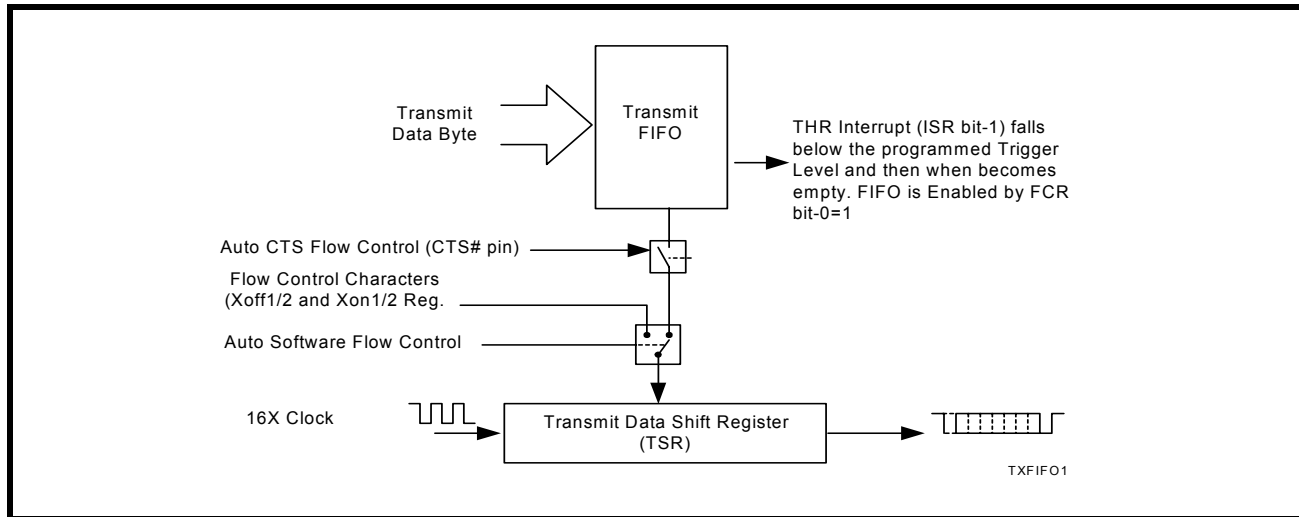 Transmit
Data Byte
Transmit
FIFO
THR Interrupt (ISR bit-1) falls
below the programmed Trigger
Level and then when becomes
empty. FIFO is Enabled by FCR
bit-0=1
Auto CTS Flow Control (CTS# pin)
Flow Control Characters
(Xoff1/2 and Xon1/2 Reg.
Auto Software Flow Control
16X Clock
Transmit Data Shift Register
(TSR)
TXFIFO1